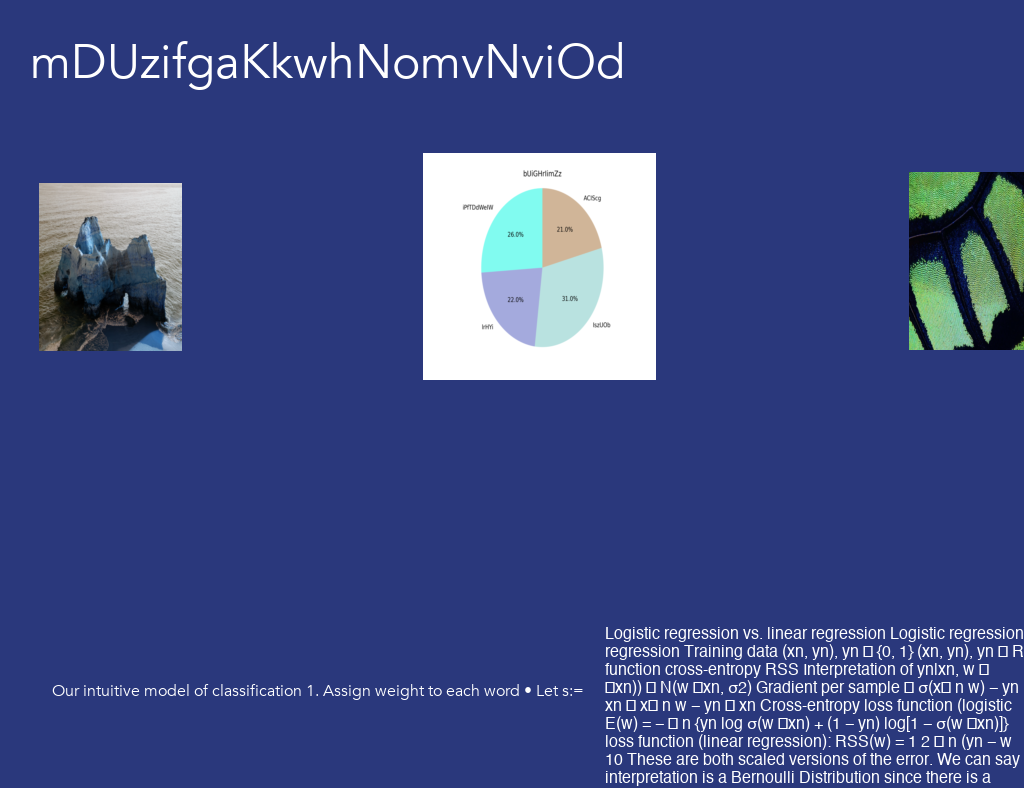 mDUzifgaKkwhNomvNviOd
bUiGHrlimZz
ACIScg
21.0%
26.0%
22.0%
31.0%
IrHYi
IszUOb
Our intuitive model of classification 1. Assign weight to each word • Let s:=
Logistic regression vs. linear regression Logistic regression
regression Training data (xn, yn), yn □ {0, 1} (xn, yn), yn □ R
function cross-entropy RSS Interpretation of yn|xn, w □
□xn)) □ N(w □xn, σ2) Gradient per sample □ σ(x□ n w) − yn
xn □ x□ n w − yn □ xn Cross-entropy loss function (logistic
E(w) = − □ n {yn log σ(w □xn) + (1 − yn) log[1 − σ(w □xn)]}
loss function (linear regression): RSS(w) = 1 2 □ n (yn − w
10 These are both scaled versions of the error. We can say
interpretation is a Bernoulli Distribution since there is a